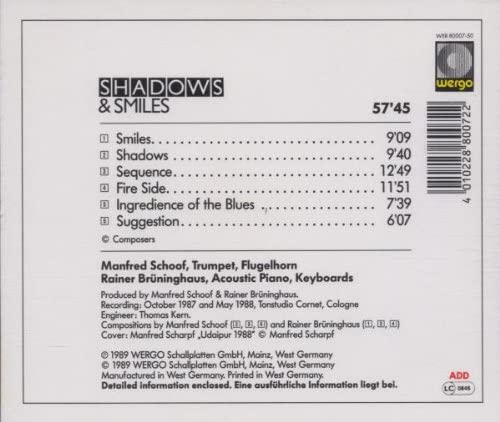 WER 80007-50
SHADOWS
& SMILES
57'45
wergo
1 Smiles. . . . . . . . . . . . . . . . . . . . . . . . . . 9'09
2 Shadows . . . . . . . . . . . . . . . . . . . . . . . 9'40
3 Sequence . . . . . . . . . . . . . . . . . . . . . . 12'49
4 Fire Side. . . . . . . . . . . . . . . . . . . . . . . 11'51
5 Ingredience of the Blues . , . . . . . . . . . 7'39
6 Suggestion . . . . . . . . . . . . . . . . . . . . . 6'07
© Composers
4 010228 800722
Manfred Schoof, Trumpet, Flugelhorn
Rainer Brüninghaus, Acoustic Piano, Keyboards
Produced by Manfred Schoof & Rainer Brüninghaus.
Recording: October 1987 and May 1988, Tonstudio Cornet, Cologne
Engineer: Thomas Kern.
Compositions by Manfred Schoof and Rainer Brüninghaus
Cover: Manfred Scharpf „Udaipur 1988" © Manfred Scharpf
℗ 1989 WERGO Schallplatten GmbH, Mainz, West Germany
© 1989 WERGO Schallplatten GmbH, Mainz, West Germany
Manufactured in West Germany. Printed in West Germany.
Detailed information enclosed. Eine ausführliche Information liegt bei.
ADD
LC 0846